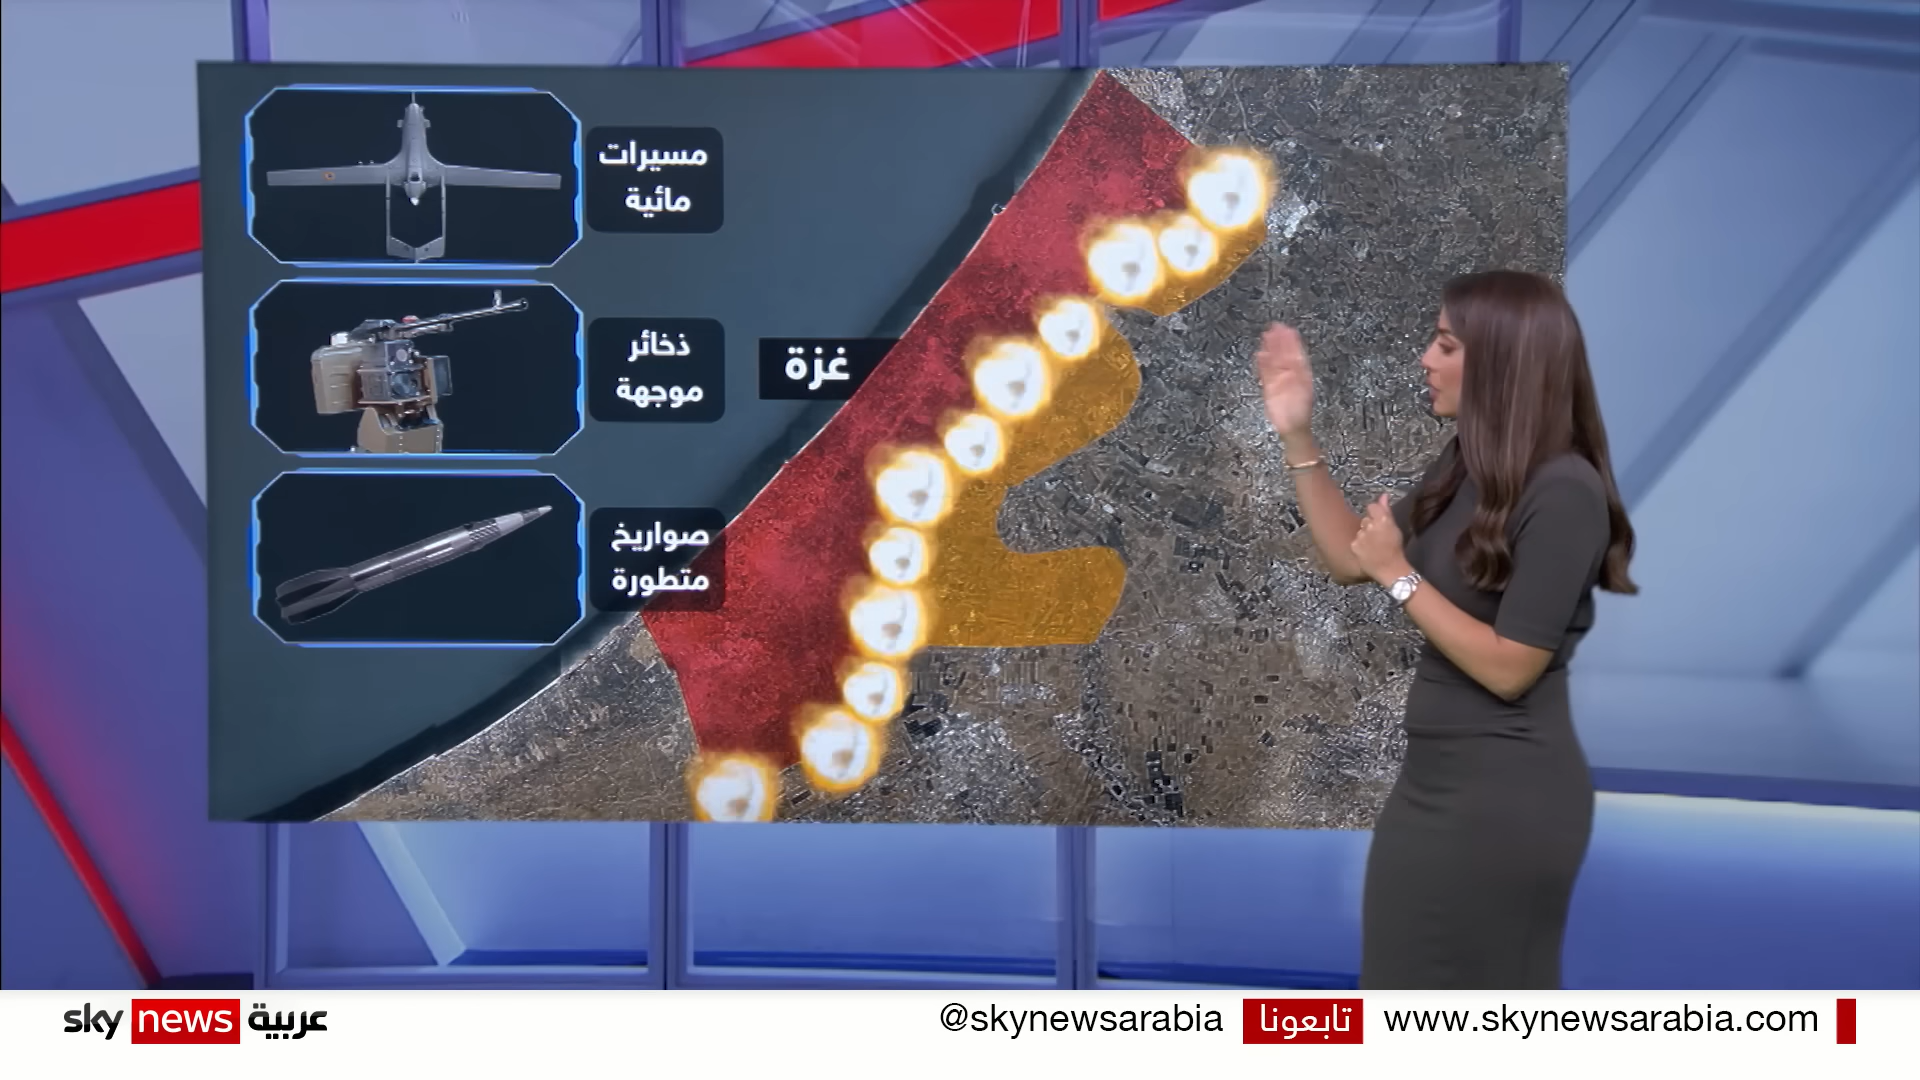 مسيرات
مائية
ذخائر
موجهة
غزة
صواريخ
متطورة
sky news عربية
@skynewsarabia تابعونا www.skynewsarabia.com